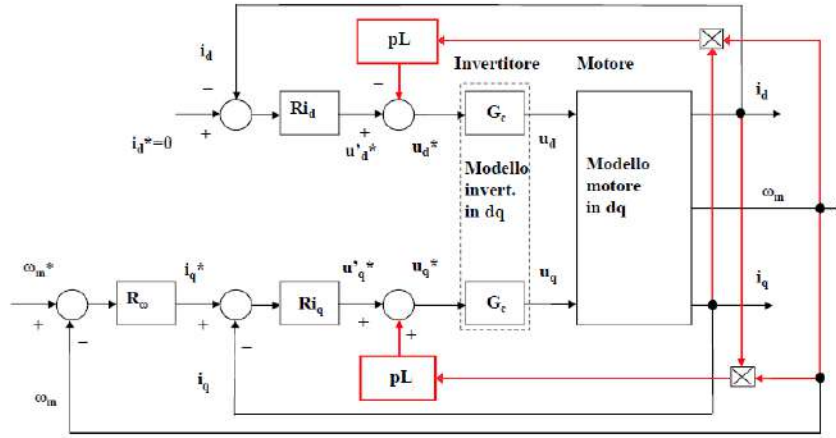 pL
i_d
Invertitore
Motore
−
−
Ri_d
G_c
i_d
+
+
i_d*=0
u'_d*
u_d*
u_d
Modello
invert.
in dq
Modello
motore
in dq
ω_m
ω_m*
i_q*
u'_q*
u_q*
u_q
i_q
R_ω
Ri_q
G_c
+
+
+
+
−
−
i_q
pL
ω_m